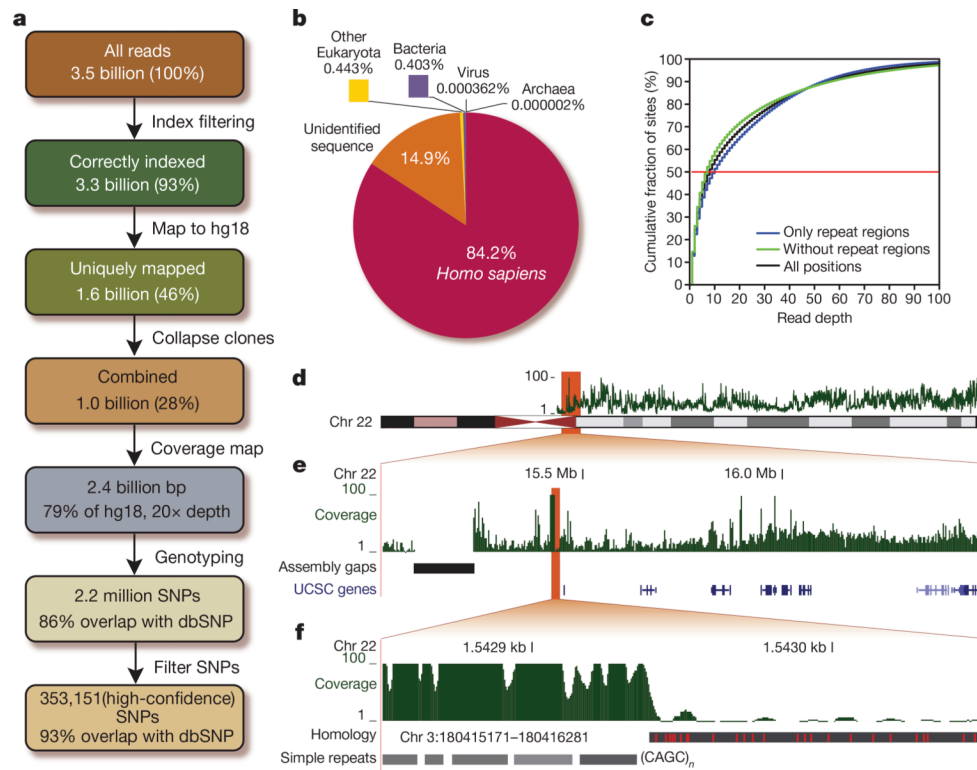 a
All reads
3.5 billion (100%)
Index filtering
Correctly indexed
3.3 billion (93%)
Map to hg18
Uniquely mapped
1.6 billion (46%)
Collapse clones
Combined
1.0 billion (28%)
Coverage map
2.4 billion bp
79% of hg18, 20× depth
Genotyping
2.2 million SNPs
86% overlap with dbSNP
Filter SNPs
353,151(high-confidence)
SNPs
93% overlap with dbSNP
b
Other
Eukaryota
0.443%
Bacteria
0.403%
Virus
0.000362%
Archaea
0.000002%
Unidentified
sequence
14.9%
84.2%
Homo sapiens
c
Cumulative fraction of sites (%)
100
90
80
70
60
50
40
30
20
10
0
Only repeat regions
Without repeat regions
All positions
0 10 20 30 40 50 60 70 80 90 100
Read depth
d
100
1
Chr 22
e
Chr 22
15.5 Mb
16.0 Mb
100
Coverage
1
Assembly gaps
UCSC genes
f
Chr 22
1.5429 kb
1.5430 kb
100
Coverage
1
Homology
Chr 3:180415171–180416281
Simple repeats
(CAGC)n